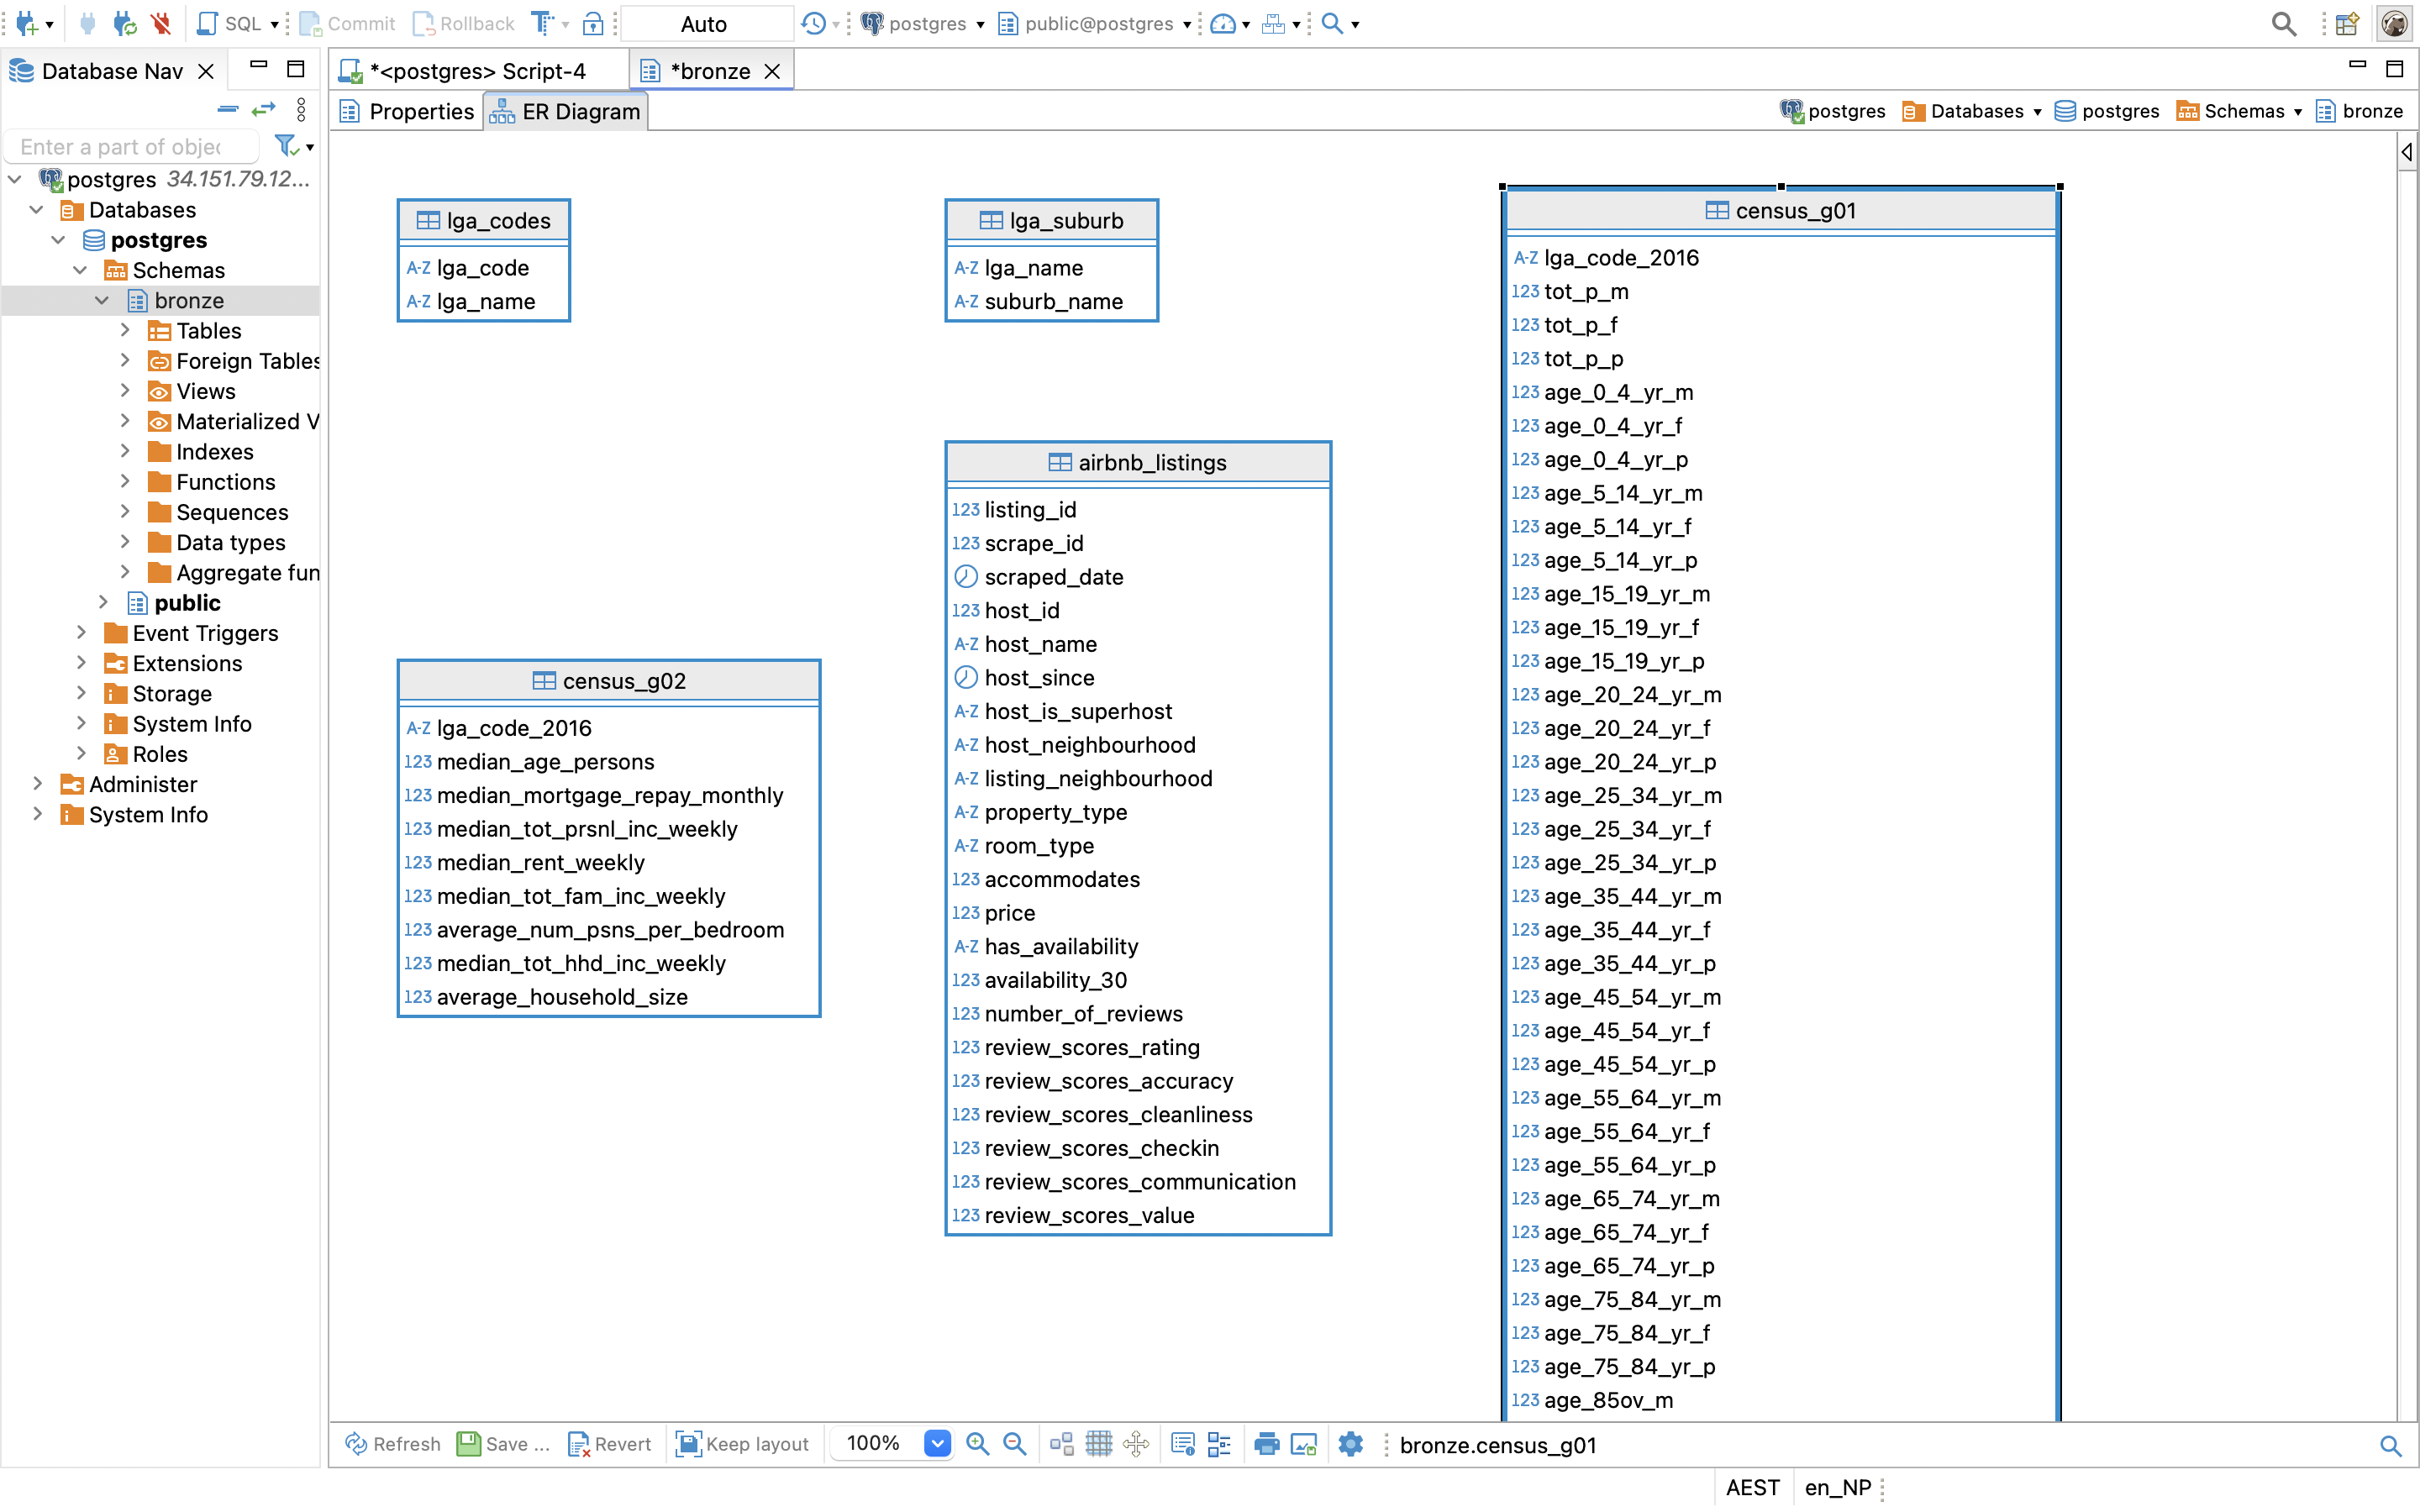 SQL
Commit
Rollback
Auto
postgres
public@postgres
Database Nav
*<postgres> Script-4
*bronze
Properties
ER Diagram
postgres
Databases
postgres
Schemas
bronze
Enter a part of objec
postgres 34.151.79.12...
Databases
postgres
Schemas
bronze
Tables
Foreign Tables
Views
Materialized V
Indexes
Functions
Sequences
Data types
Aggregate fun
public
Event Triggers
Extensions
Storage
System Info
Roles
Administer
System Info
lga_codes
A-Z lga_code
A-Z lga_name
lga_suburb
A-Z lga_name
A-Z suburb_name
census_g02
A-Z lga_code_2016
123 median_age_persons
123 median_mortgage_repay_monthly
123 median_tot_prsnl_inc_weekly
123 median_rent_weekly
123 median_tot_fam_inc_weekly
123 average_num_psns_per_bedroom
123 median_tot_hhd_inc_weekly
123 average_household_size
airbnb_listings
123 listing_id
123 scrape_id
scraped_date
123 host_id
A-Z host_name
host_since
A-Z host_is_superhost
A-Z host_neighbourhood
A-Z listing_neighbourhood
A-Z property_type
A-Z room_type
123 accommodates
123 price
A-Z has_availability
123 availability_30
123 number_of_reviews
123 review_scores_rating
123 review_scores_accuracy
123 review_scores_cleanliness
123 review_scores_checkin
123 review_scores_communication
123 review_scores_value
census_g01
A-Z lga_code_2016
123 tot_p_m
123 tot_p_f
123 tot_p_p
123 age_0_4_yr_m
123 age_0_4_yr_f
123 age_0_4_yr_p
123 age_5_14_yr_m
123 age_5_14_yr_f
123 age_5_14_yr_p
123 age_15_19_yr_m
123 age_15_19_yr_f
123 age_15_19_yr_p
123 age_20_24_yr_m
123 age_20_24_yr_f
123 age_20_24_yr_p
123 age_25_34_yr_m
123 age_25_34_yr_f
123 age_25_34_yr_p
123 age_35_44_yr_m
123 age_35_44_yr_f
123 age_35_44_yr_p
123 age_45_54_yr_m
123 age_45_54_yr_f
123 age_45_54_yr_p
123 age_55_64_yr_m
123 age_55_64_yr_f
123 age_55_64_yr_p
123 age_65_74_yr_m
123 age_65_74_yr_f
123 age_65_74_yr_p
123 age_75_84_yr_m
123 age_75_84_yr_f
123 age_75_84_yr_p
123 age_85ov_m
Refresh
Save ...
Revert
Keep layout
100%
bronze.census_g01
AEST
en_NP